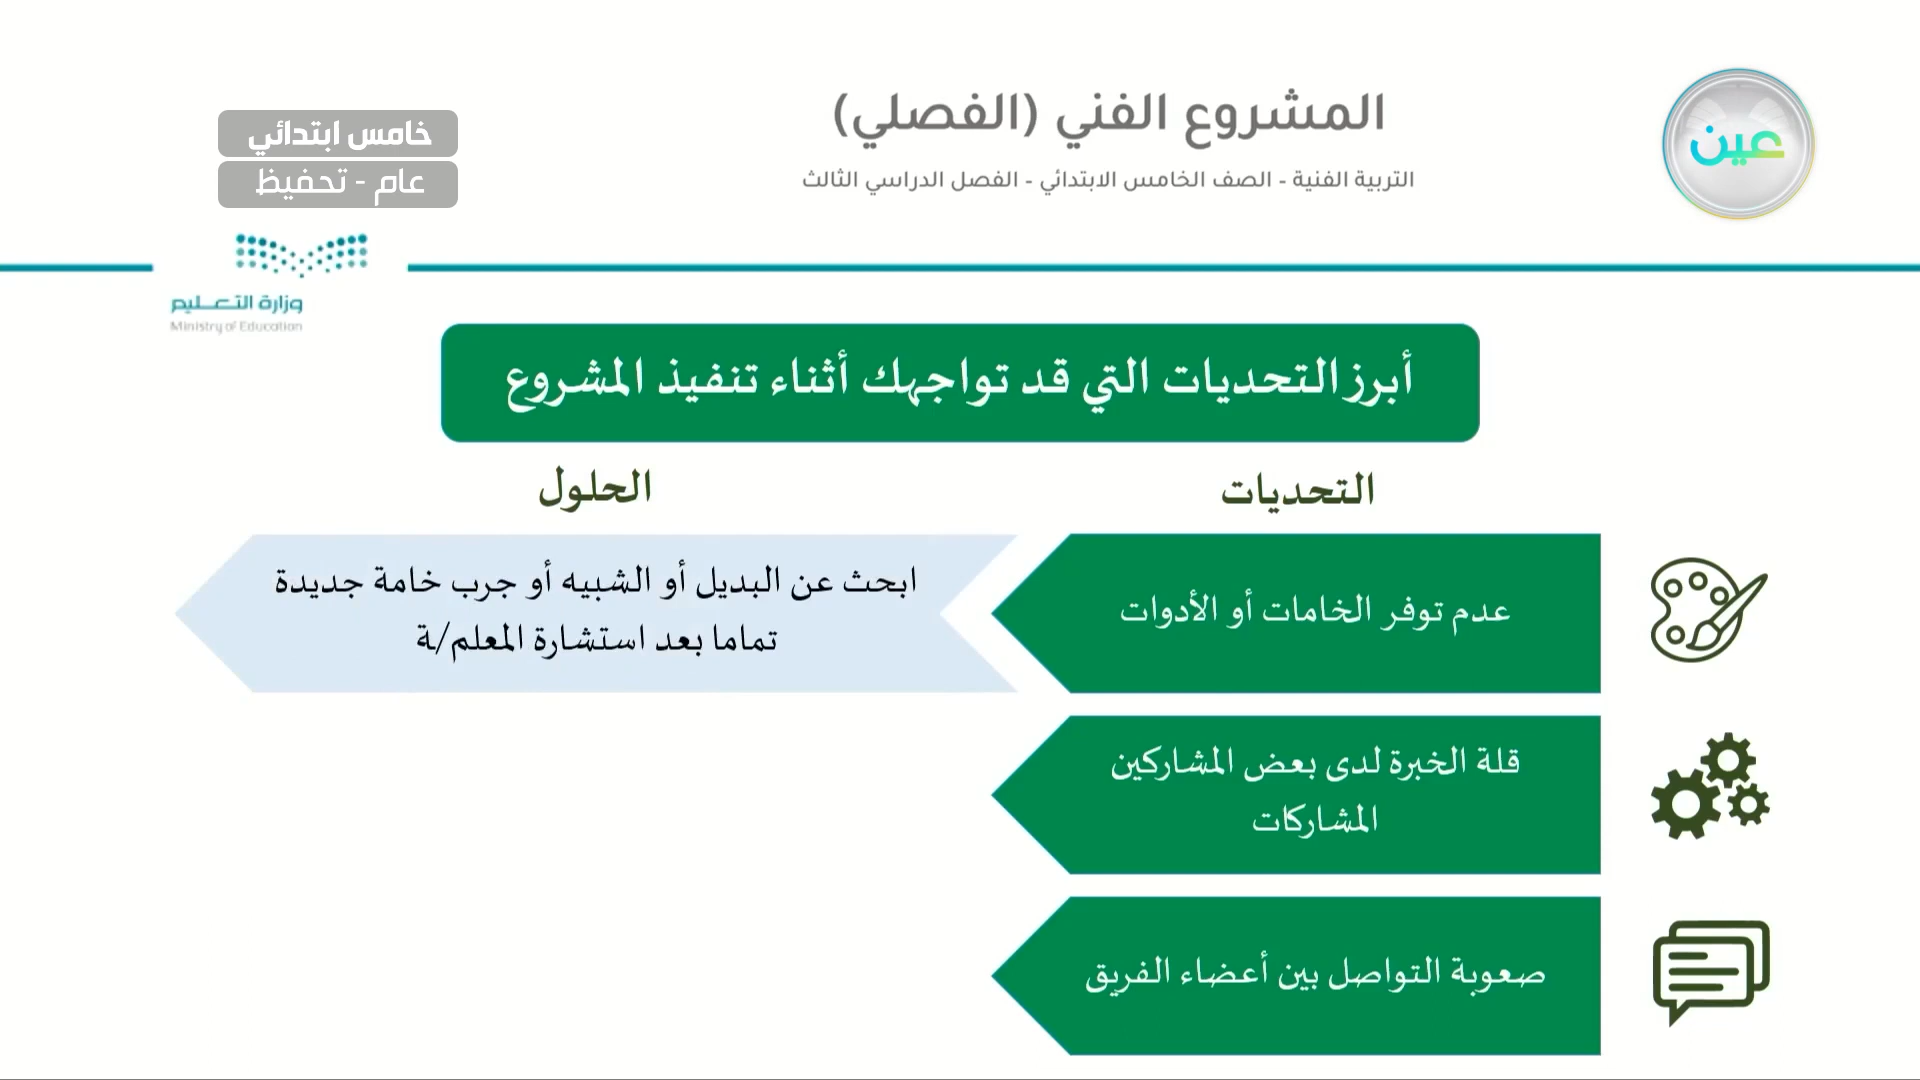 المشروع الفني (الفصلي)
التربية الفنية - الصف الخامس الابتدائي - الفصل الدراسي الثالث
عين
خامس ابتدائي
عام - تحفيظ
وزارة التعليم
Ministry of Education
أبرز التحديات التي قد تواجهك أثناء تنفيذ المشروع
التحديات
الحلول
عدم توفر الخامات أو الأدوات
ابحث عن البديل أو الشبيه أو جرب خامة جديدة
تماما بعد استشارة المعلم/ة
قلة الخبرة لدى بعض المشاركين
المشاركات
صعوبة التواصل بين أعضاء الفريق